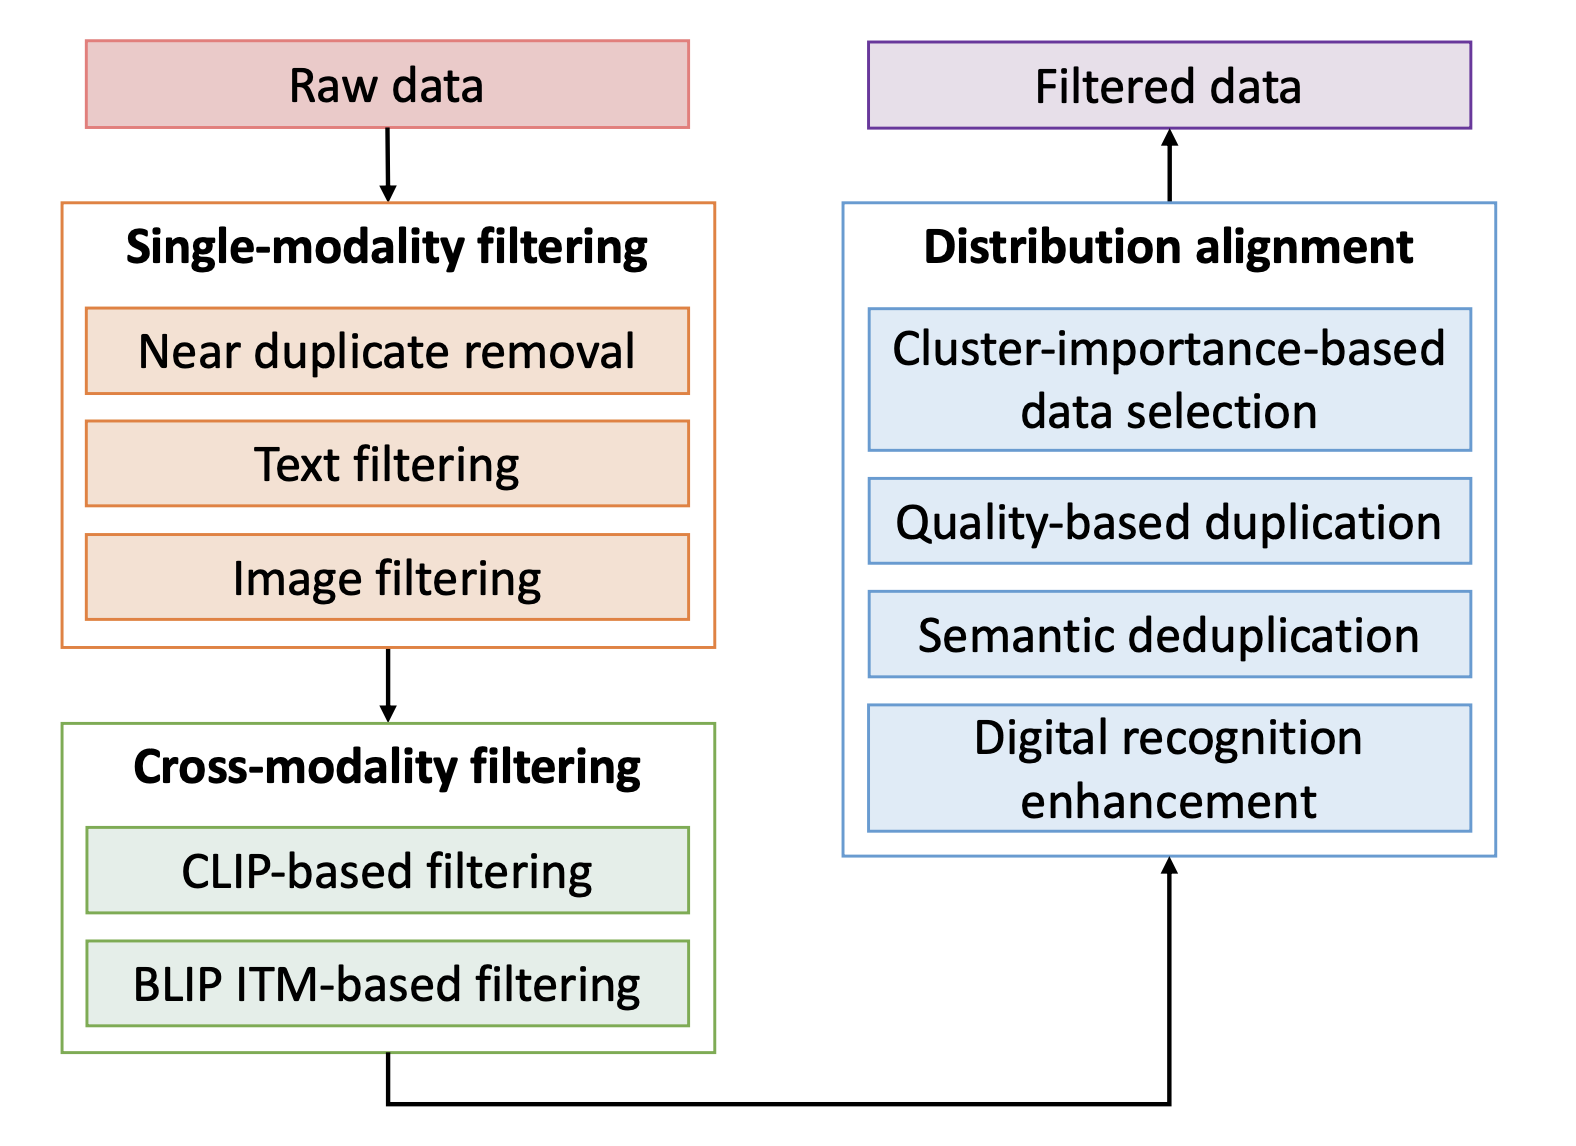 Raw data
Single-modality filtering
Near duplicate removal
Text filtering
Image filtering
Cross-modality filtering
CLIP-based filtering
BLIP ITM-based filtering
Filtered data
Distribution alignment
Cluster-importance-based
data selection
Quality-based duplication
Semantic deduplication
Digital recognition
enhancement